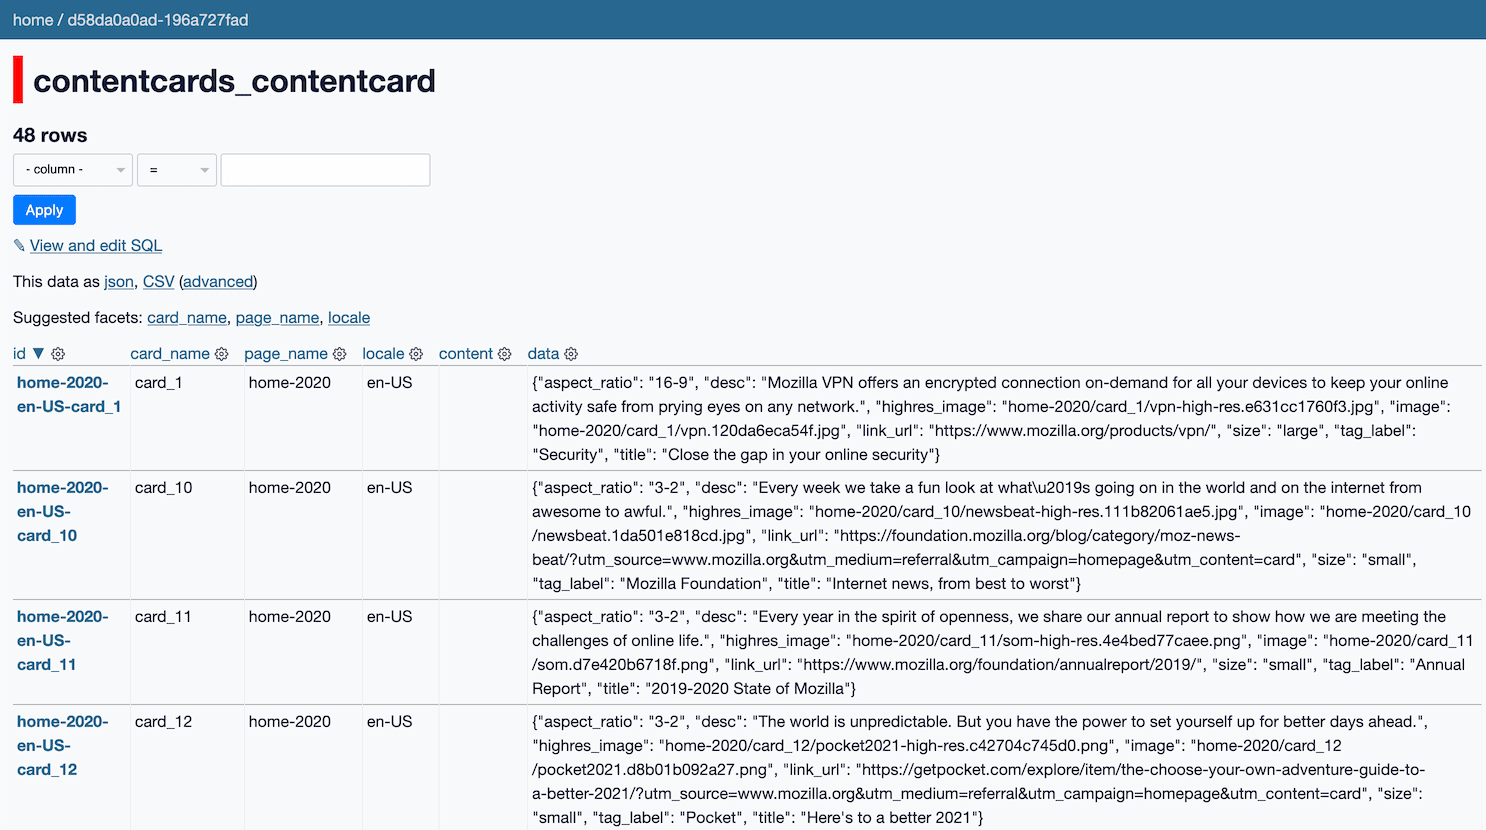 home / d58da0a0ad-196a727fad
contentcards_contentcard
48 rows
- column -
=
Apply
✎ View and edit SQL
This data as json, CSV (advanced)
Suggested facets: card_name, page_name, locale
id ▼ card_name page_name locale content data
home-2020-
en-US-card_1
card_1
home-2020
en-US
{"aspect_ratio": "16-9", "desc": "Mozilla VPN offers an encrypted connection on-demand for all your devices to keep your online
activity safe from prying eyes on any network.", "highres_image": "home-2020/card_1/vpn-high-res.e631cc1760f3.jpg", "image":
"home-2020/card_1/vpn.120da6eca54f.jpg", "link_url": "https://www.mozilla.org/products/vpn/", "size": "large", "tag_label":
"Security", "title": "Close the gap in your online security"}
home-2020-
en-US-
card_10
card_10
home-2020
en-US
{"aspect_ratio": "3-2", "desc": "Every week we take a fun look at what\u2019s going on in the world and on the internet from
awesome to awful.", "highres_image": "home-2020/card_10/newsbeat-high-res.111b82061ae5.jpg", "image": "home-2020/card_10
/newsbeat.1da501e818cd.jpg", "link_url": "https://foundation.mozilla.org/blog/category/moz-news-
beat/?utm_source=www.mozilla.org&utm_medium=referral&utm_campaign=homepage&utm_content=card", "size": "small",
"tag_label": "Mozilla Foundation", "title": "Internet news, from best to worst"}
home-2020-
en-US-
card_11
card_11
home-2020
en-US
{"aspect_ratio": "3-2", "desc": "Every year in the spirit of openness, we share our annual report to show how we are meeting the
challenges of online life.", "highres_image": "home-2020/card_11/som-high-res.4e4bed77caee.png", "image": "home-2020/card_11
/som.d7e420b6718f.png", "link_url": "https://www.mozilla.org/foundation/annualreport/2019/", "size": "small", "tag_label": "Annual
Report", "title": "2019-2020 State of Mozilla"}
home-2020-
en-US-
card_12
card_12
home-2020
en-US
{"aspect_ratio": "3-2", "desc": "The world is unpredictable. But you have the power to set yourself up for better days ahead.",
"highres_image": "home-2020/card_12/pocket2021-high-res.c42704c745d0.png", "image": "home-2020/card_12
/pocket2021.d8b01b092a27.png", "link_url": "https://getpocket.com/explore/item/the-choose-your-own-adventure-guide-to-
a-better-2021/?utm_source=www.mozilla.org&utm_medium=referral&utm_campaign=homepage&utm_content=card", "size":
"small", "tag_label": "Pocket", "title": "Here's to a better 2021"}